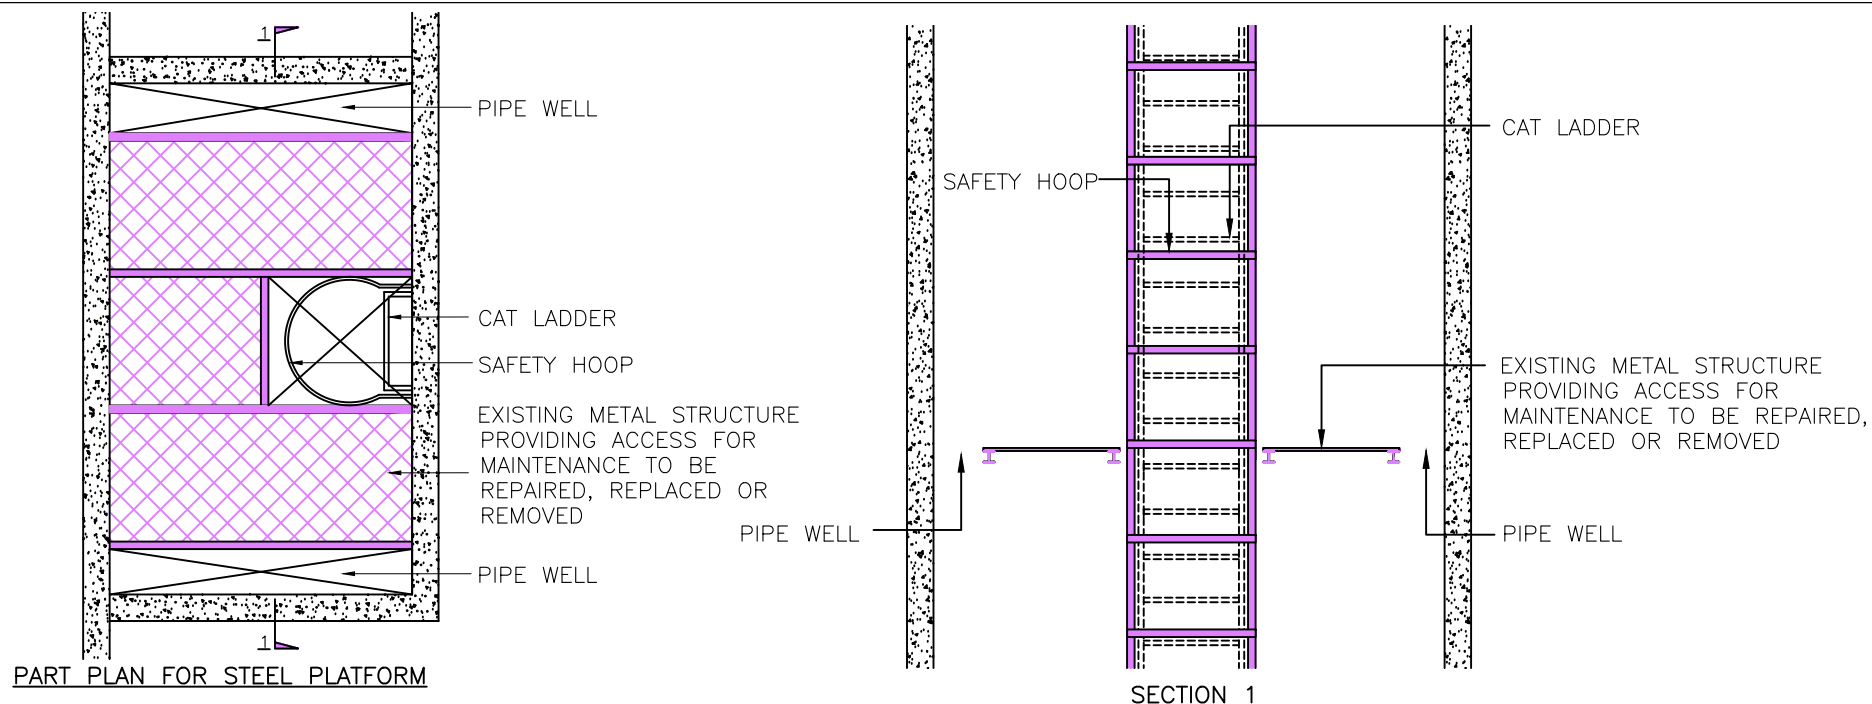 1
PIPE WELL
CAT LADDER
SAFETY HOOP
EXISTING METAL STRUCTURE
PROVIDING ACCESS FOR
MAINTENANCE TO BE
REPAIRED, REPLACED OR
REMOVED
PIPE WELL
1
PART PLAN FOR STEEL PLATFORM
CAT LADDER
SAFETY HOOP
EXISTING METAL STRUCTURE
PROVIDING ACCESS FOR
MAINTENANCE TO BE REPAIRED,
REPLACED OR REMOVED
PIPE WELL
PIPE WELL
SECTION 1